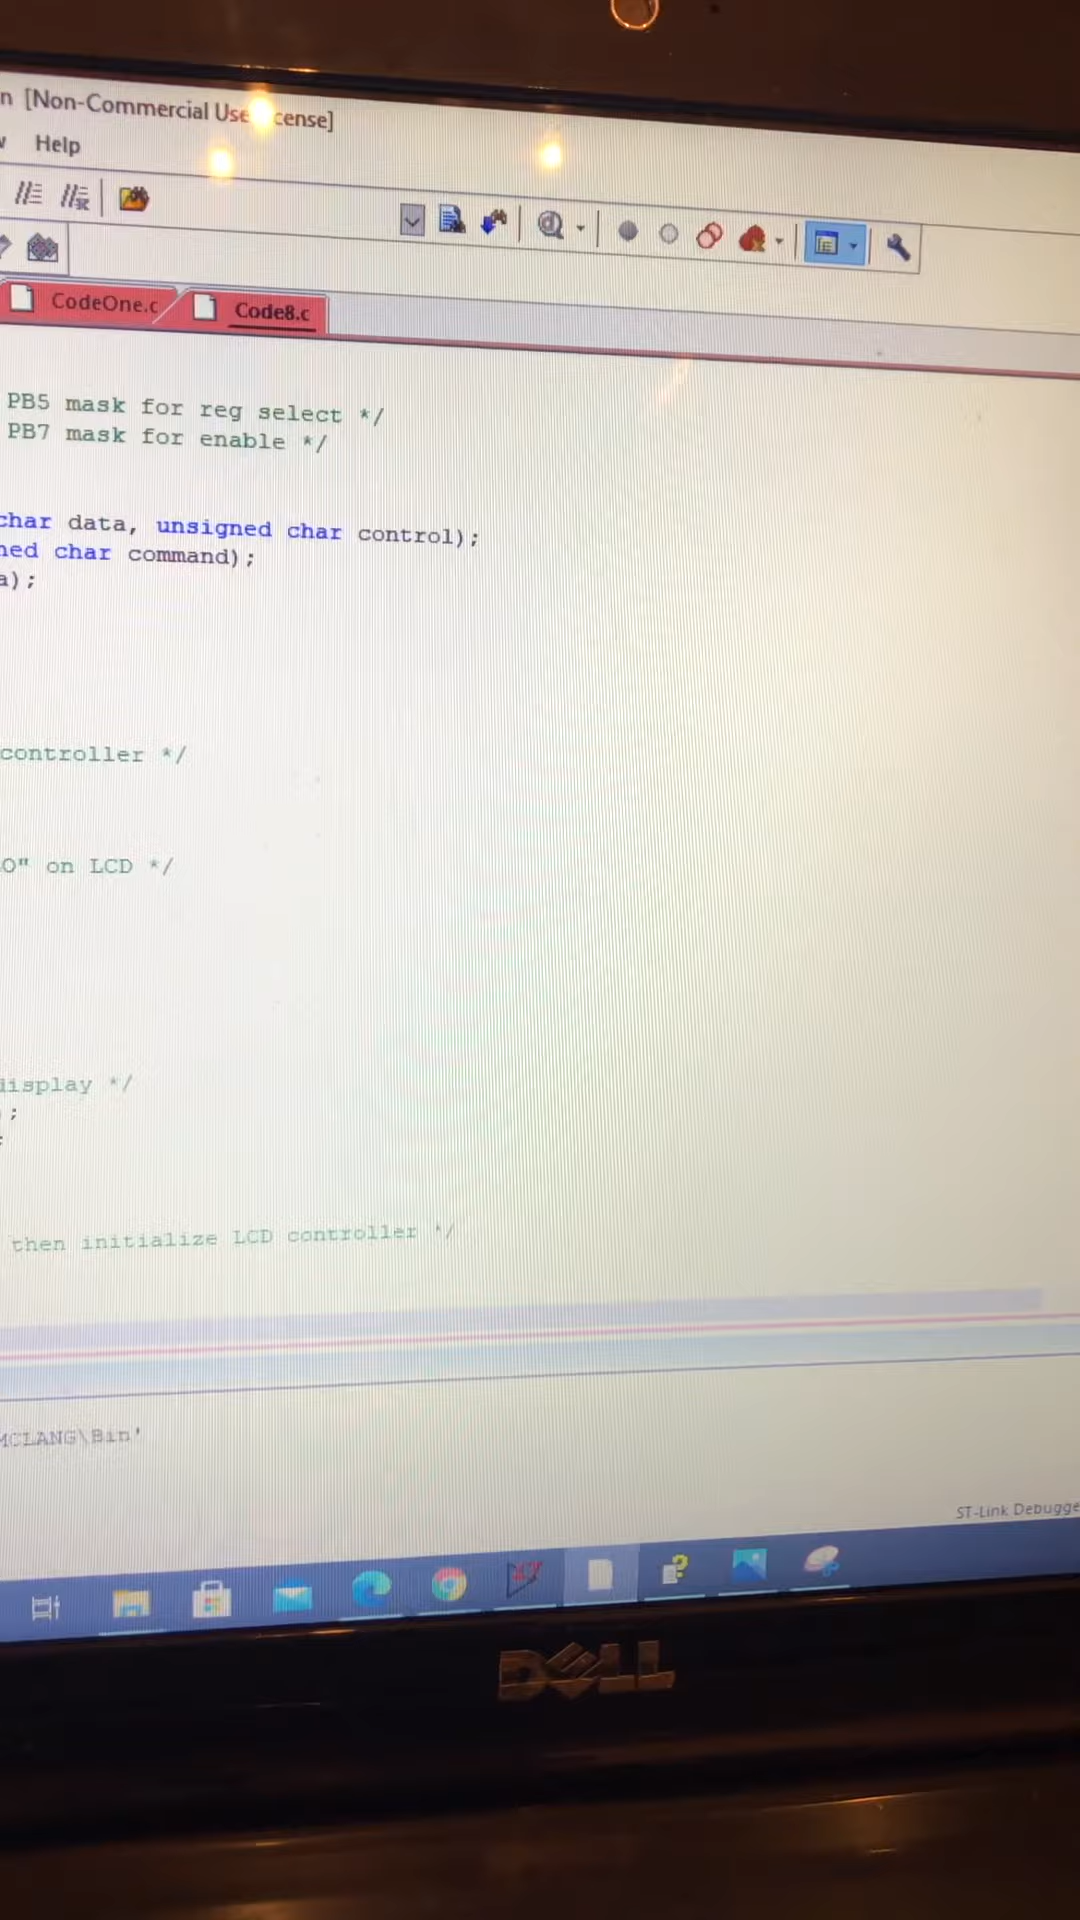 n [Non-Commercial Use cense]
Help
CodeOne.c
Code8.c
PB5 mask for reg select */
PB7 mask for enable */
char data, unsigned char control);
ned char command);
a);
controller */
O" on LCD */
display */
);
;
then initialize LCD controller */
MCLANG\Bin'
ST-Link Debugge
DELL